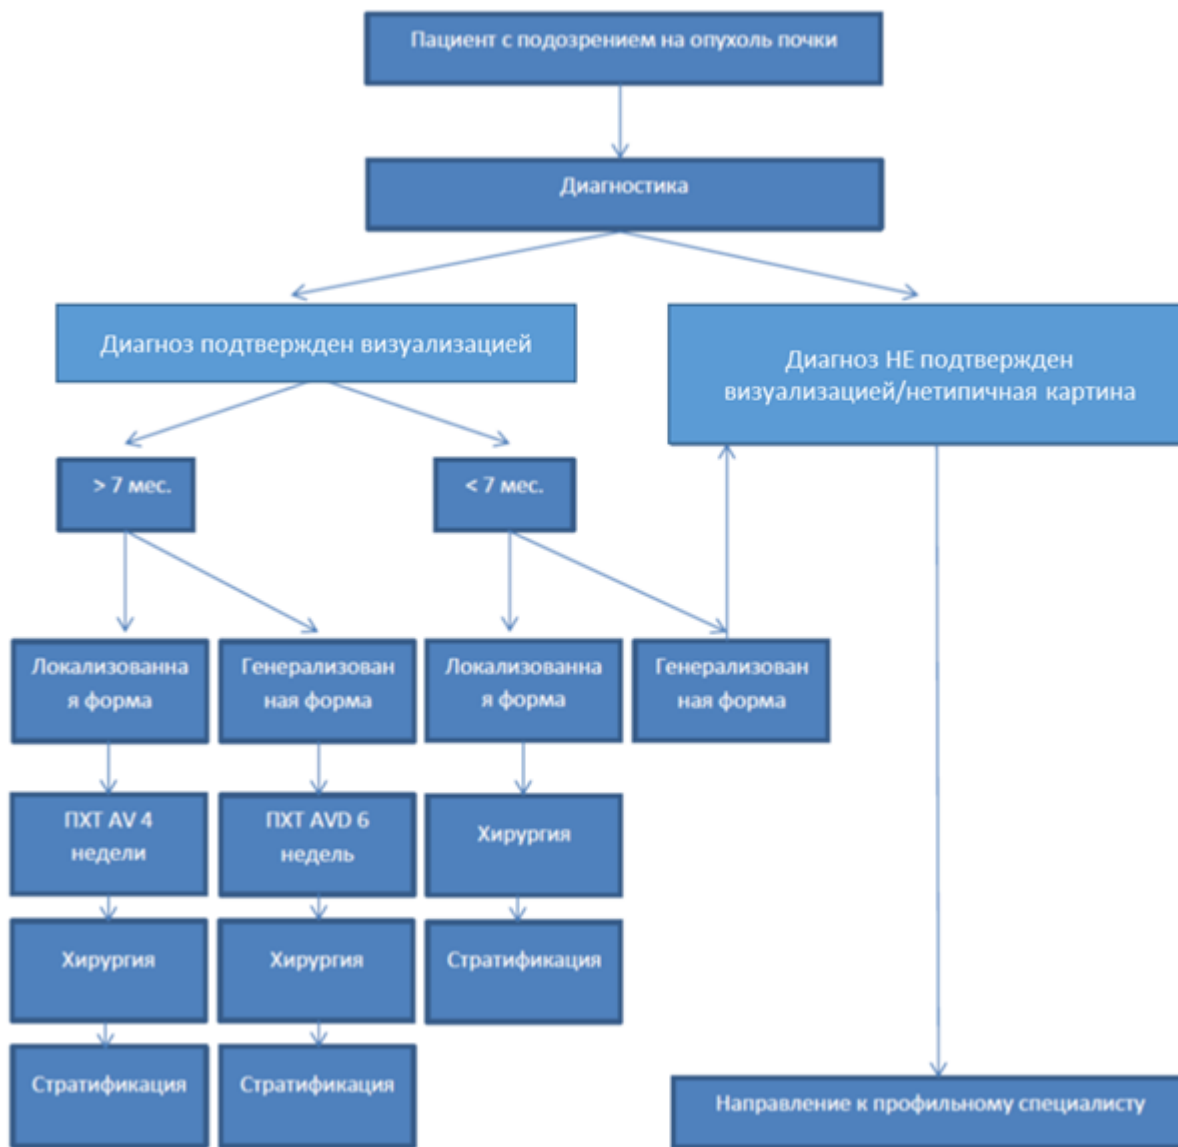 Пациент с подозрением на опухоль почки
Диагностика
Диагноз подтвержден визуализацией
Диагноз НЕ подтвержден
визуализацией/нетипичная картина
> 7 мес.
< 7 мес.
Локализованна
я форма
Генерализован
ная форма
Локализованна
я форма
Генерализован
ная форма
ПХТ AV 4
недели
ПХТ AVD 6
недель
Хирургия
Хирургия
Хирургия
Стратификация
Стратификация
Стратификация
Направление к профильному специалисту